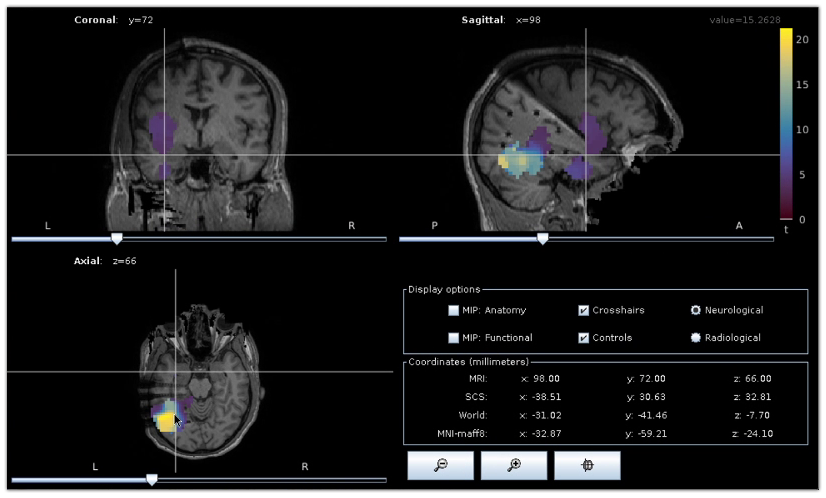 Coronal: y=72
Sagittal: x=98
value=15.2628
20
15
10
5
0
t
L R
P A
Axial: z=66
L R
Display options
MIP: Anatomy Crosshairs Neurological
MIP: Functional Controls Radiological
Coordinates (millimeters)
MRI: x: 98.00 y: 72.00 z: 66.00
SCS: x: -38.51 y: 30.63 z: 32.81
World: x: -31.02 y: -41.46 z: -7.70
MNI-maff8: x: -32.87 y: -59.21 z: -24.10